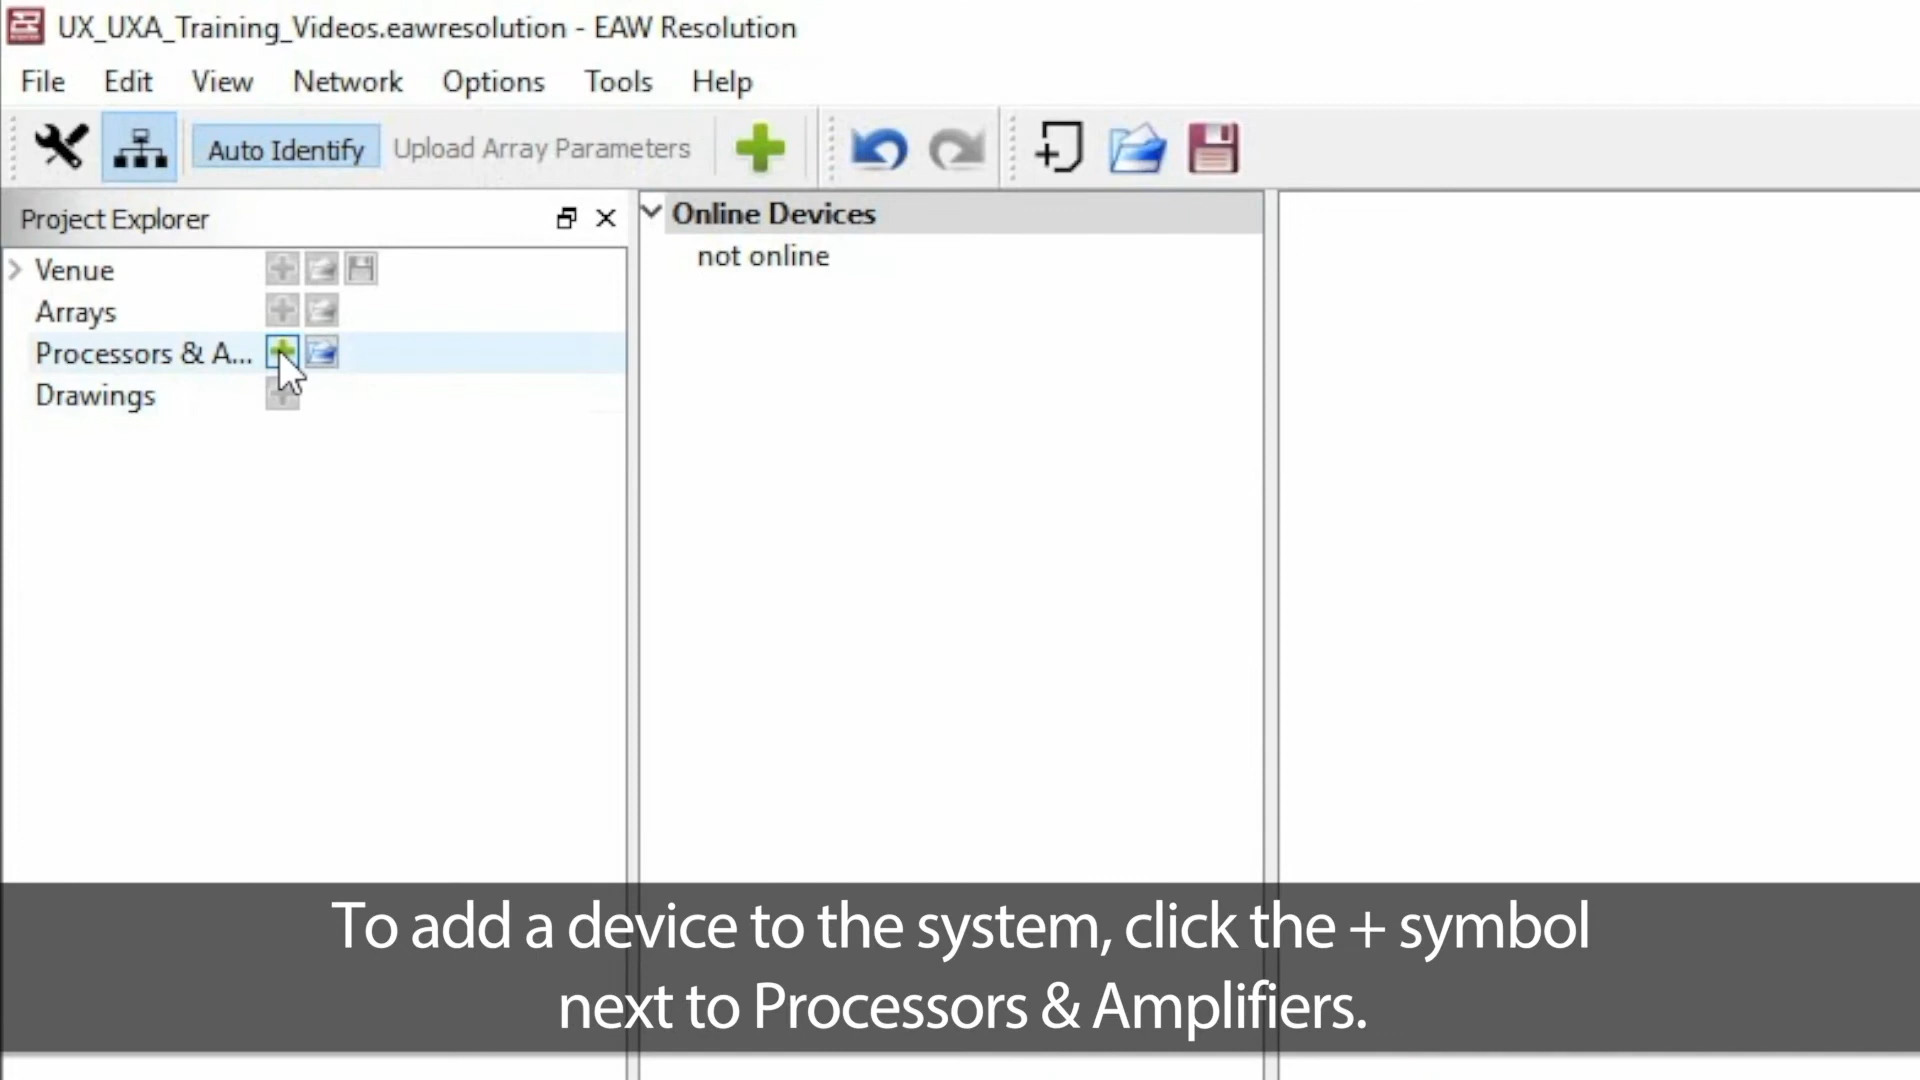 UX_UXA_Training_Videos.eawresolution - EAW Resolution
File Edit View Network Options Tools Help
Auto Identify Upload Array Parameters
Project Explorer
Online Devices
not online
Venue
Arrays
Processors & A...
Drawings
To add a device to the system, click the + symbol
next to Processors & Amplifiers.